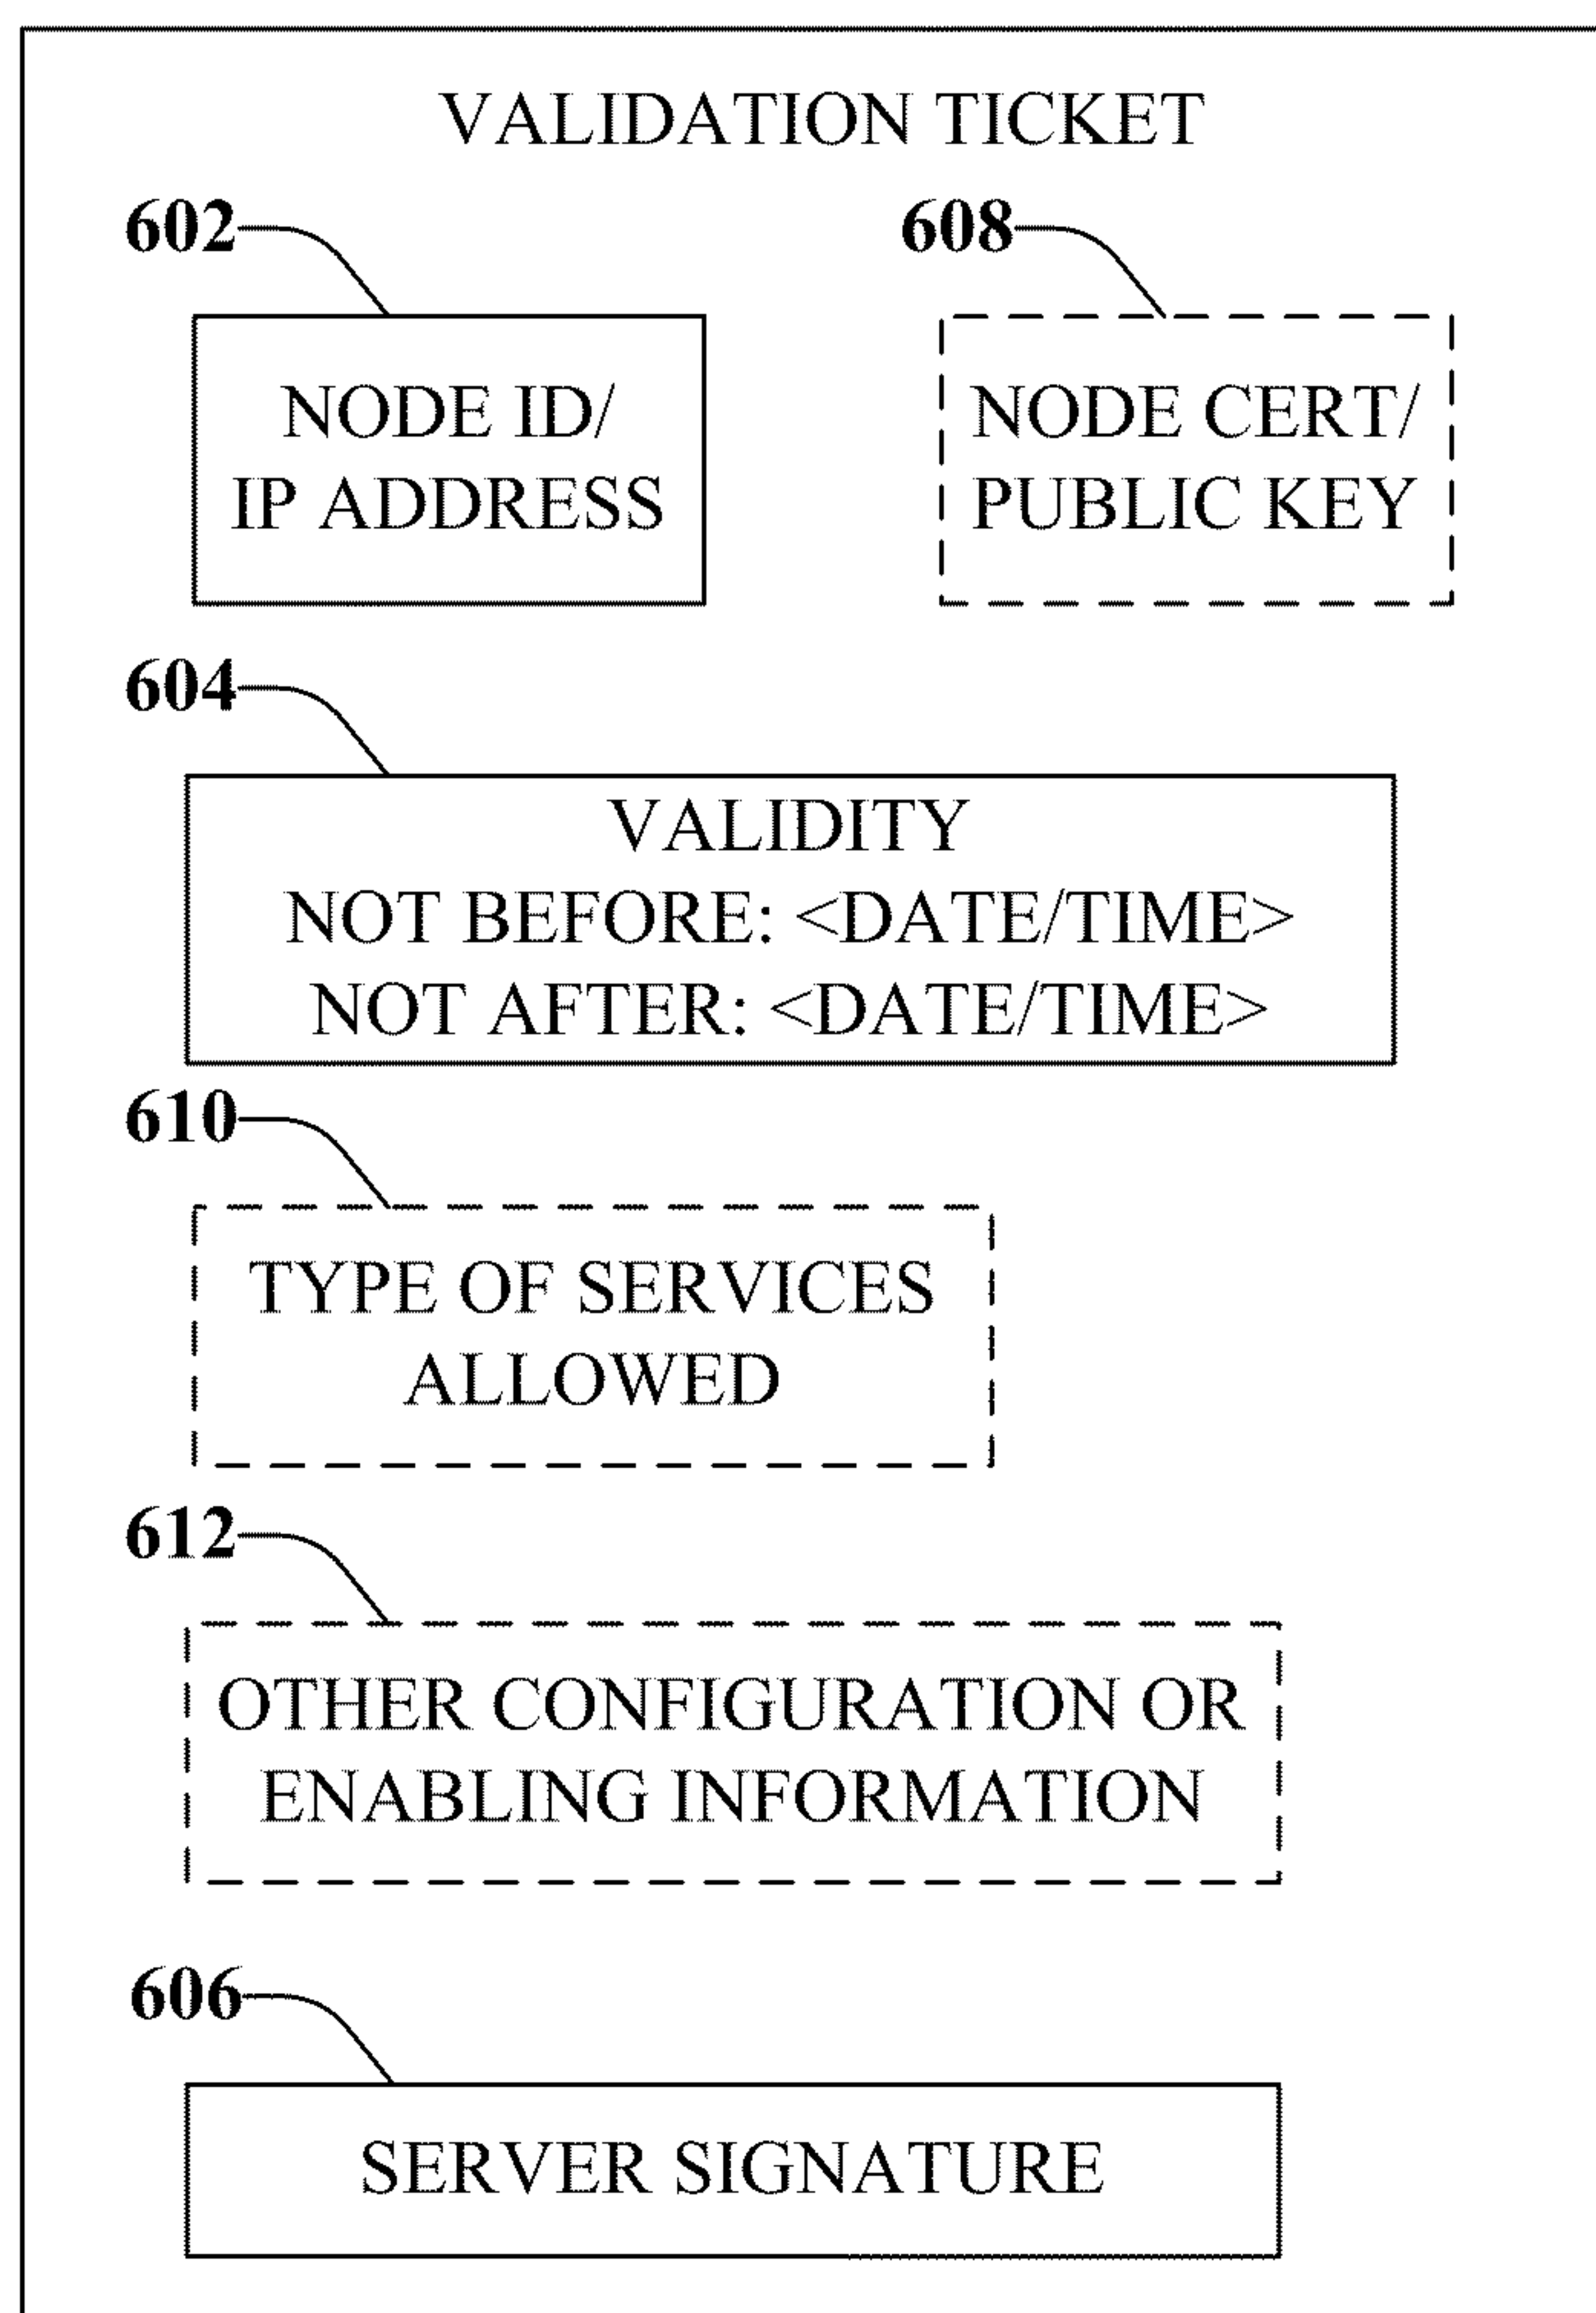 VALIDATION TICKET
602
608
NODE ID/
IP ADDRESS
NODE CERT/
PUBLIC KEY
604
VALIDITY
NOT BEFORE: <DATE/TIME>
NOT AFTER: <DATE/TIME>
610
TYPE OF SERVICES
ALLOWED
612
OTHER CONFIGURATION OR
ENABLING INFORMATION
606
SERVER SIGNATURE